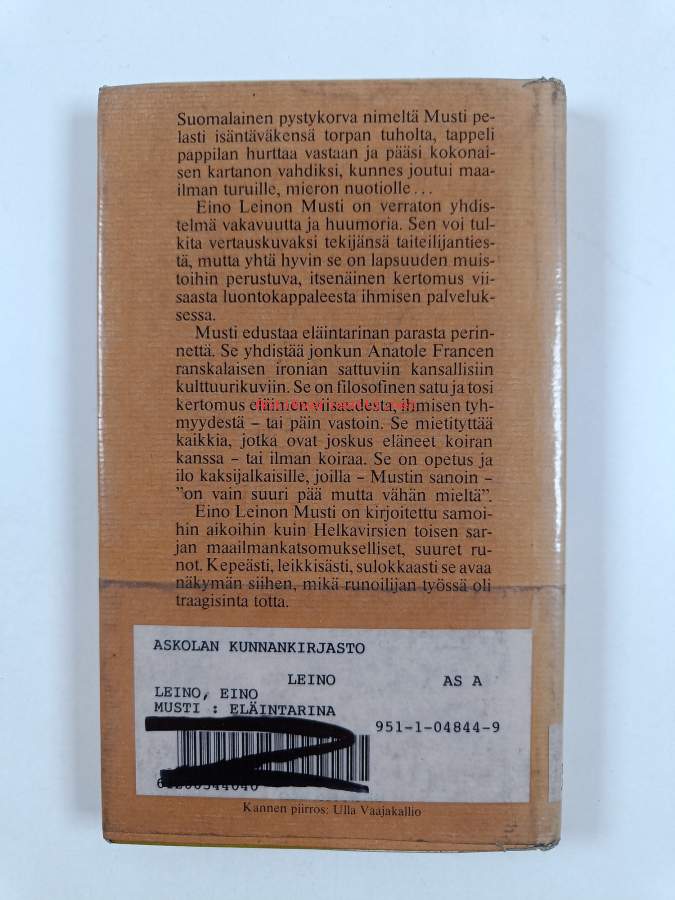 Suomalainen pystykorva nimeltä Musti pe-
lasti isäntäväkensä torpan tuholta, tappeli
pappilan hurttaa vastaan ja pääsi kokonai-
sen kartanon vahdiksi, kunnes joutui maa-
ilman turuille, mieron nuotiolle...
Eino Leinon Musti on verraton yhdis-
telmä vakavuutta ja huumoria. Sen voi tul-
kita vertauskuvaksi tekijänsä taiteilijanties-
tä, mutta yhtä hyvin se on lapsuuden muis-
toihin perustuva, itsenäinen kertomus vii-
saasta luontokappaleesta ihmisen palveluk-
sessa.
Musti edustaa eläintarinan parasta perin-
nettä. Se yhdistää jonkun Anatole Francen
ranskalaisen ironian sattuviin kansallisiin
kulttuurikuviin. Se on filosofinen satu ja tosi
kertomus eläimen viisaudesta, ihmisen tyh-
myydestä – tai päin vastoin. Se mietityttää
kaikkia, jotka ovat joskus eläneet koiran
kanssa – tai ilman koiraa. Se on opetus ja
ilo kaksijalkaisille, joilla – Mustin sanoin –
”on vain suuri pää mutta vähän mieltä”.
Eino Leinon Musti on kirjoitettu samoi-
hin aikoihin kuin Helkavirsien toisen sar-
jan maailmankatsomukselliset, suuret ru-
not. Kepeästi, leikkisästi, sulokkaasti se avaa
näkymän siihen, mikä runoilijan työssä oli
traagisinta totta.
ASKOLAN KUNNANKIRJASTO
LEINO AS A
LEINO, EINO
MUSTI : ELÄINTARINA
951-1-04844-9
Kannen piirros: Ulla Vaajakallio